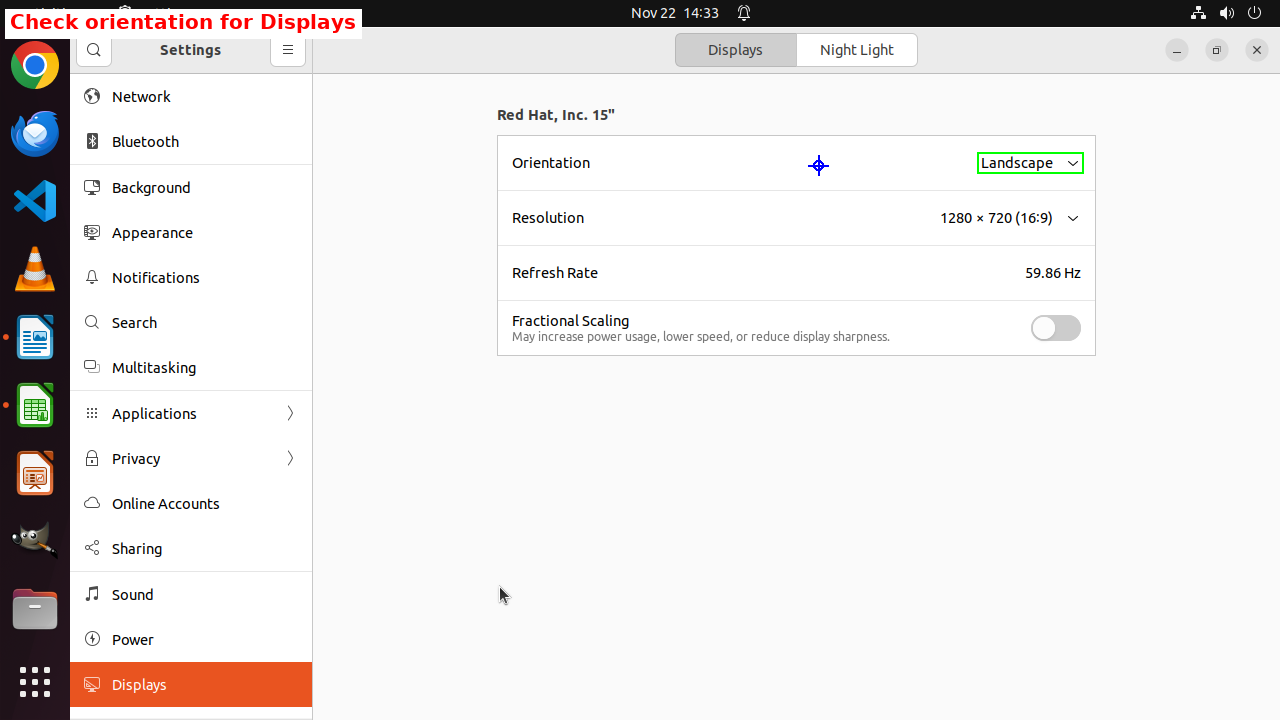 Check orientation for Displays
Nov 22 14:33
Settings
Displays
Night Light
Network
Bluetooth
Background
Appearance
Notifications
Search
Multitasking
Applications
Privacy
Online Accounts
Sharing
Sound
Power
Displays
Red Hat, Inc. 15"
Orientation
Landscape
Resolution
1280 × 720 (16:9)
Refresh Rate
59.86 Hz
Fractional Scaling
May increase power usage, lower speed, or reduce display sharpness.